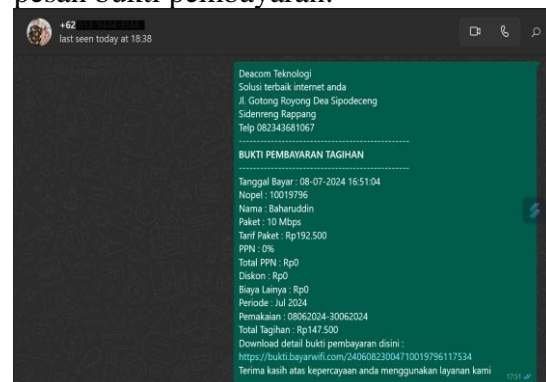 pesan bukti pembayaran.
+62
last seen today at 18:38
Deacom Teknologi
Solusi terbaik internet anda
Jl. Gotong Royong Dea Sipodeceng
Sidenreng Rappang
Telp 082343681067
----------------------------------------------
BUKTI PEMBAYARAN TAGIHAN
----------------------------------------------
Tanggal Bayar : 08-07-2024 16:51:04
Nopel : 10019796
Nama : Baharuddin
Paket : 10 Mbps
Tarif Paket : Rp192.500
PPN : 0%
Total PPN : Rp0
Diskon : Rp0
Biaya Lainya : Rp0
Periode : Jul 2024
Pemakaian : 08062024-30062024
Total Tagihan : Rp147.500
Download detail bukti pembayaran disini :
https://bukti.bayarwifi.com/24060823004710019796117534
Terima kasih atas kepercayaan anda menggunakan layanan kami
17:51